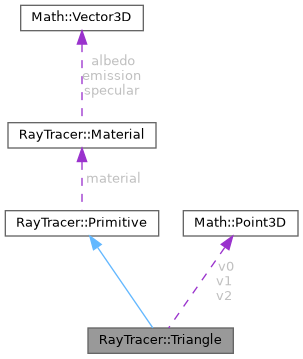 Math::Vector3D
albedo
emission
specular
RayTracer::Material
material
RayTracer::Primitive
Math::Point3D
v0
v1
v2
RayTracer::Triangle